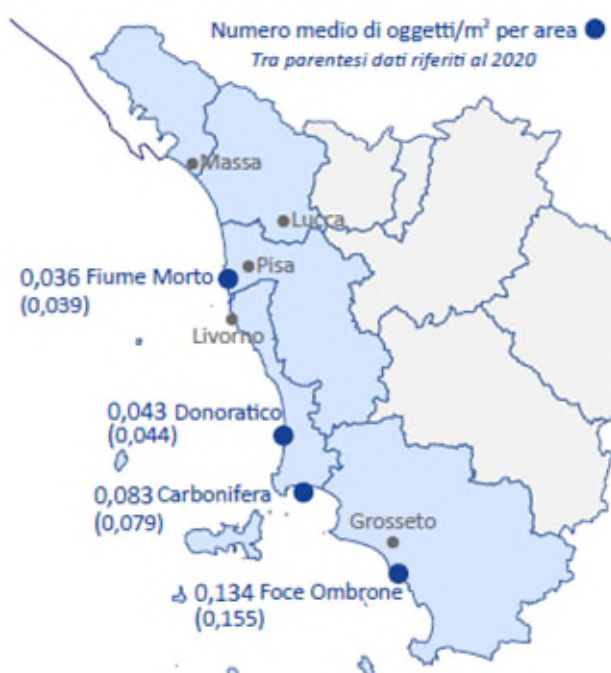 Numero medio di oggetti/m² per area
Tra parentesi dati riferiti al 2020
Massa
Lucca
Pisa
0,036 Fiume Morto
(0,039)
Livorno
0,043 Donoratico
(0,044)
0,083 Carbonifera
(0,079)
Grosseto
0,134 Foce Ombrone
(0,155)